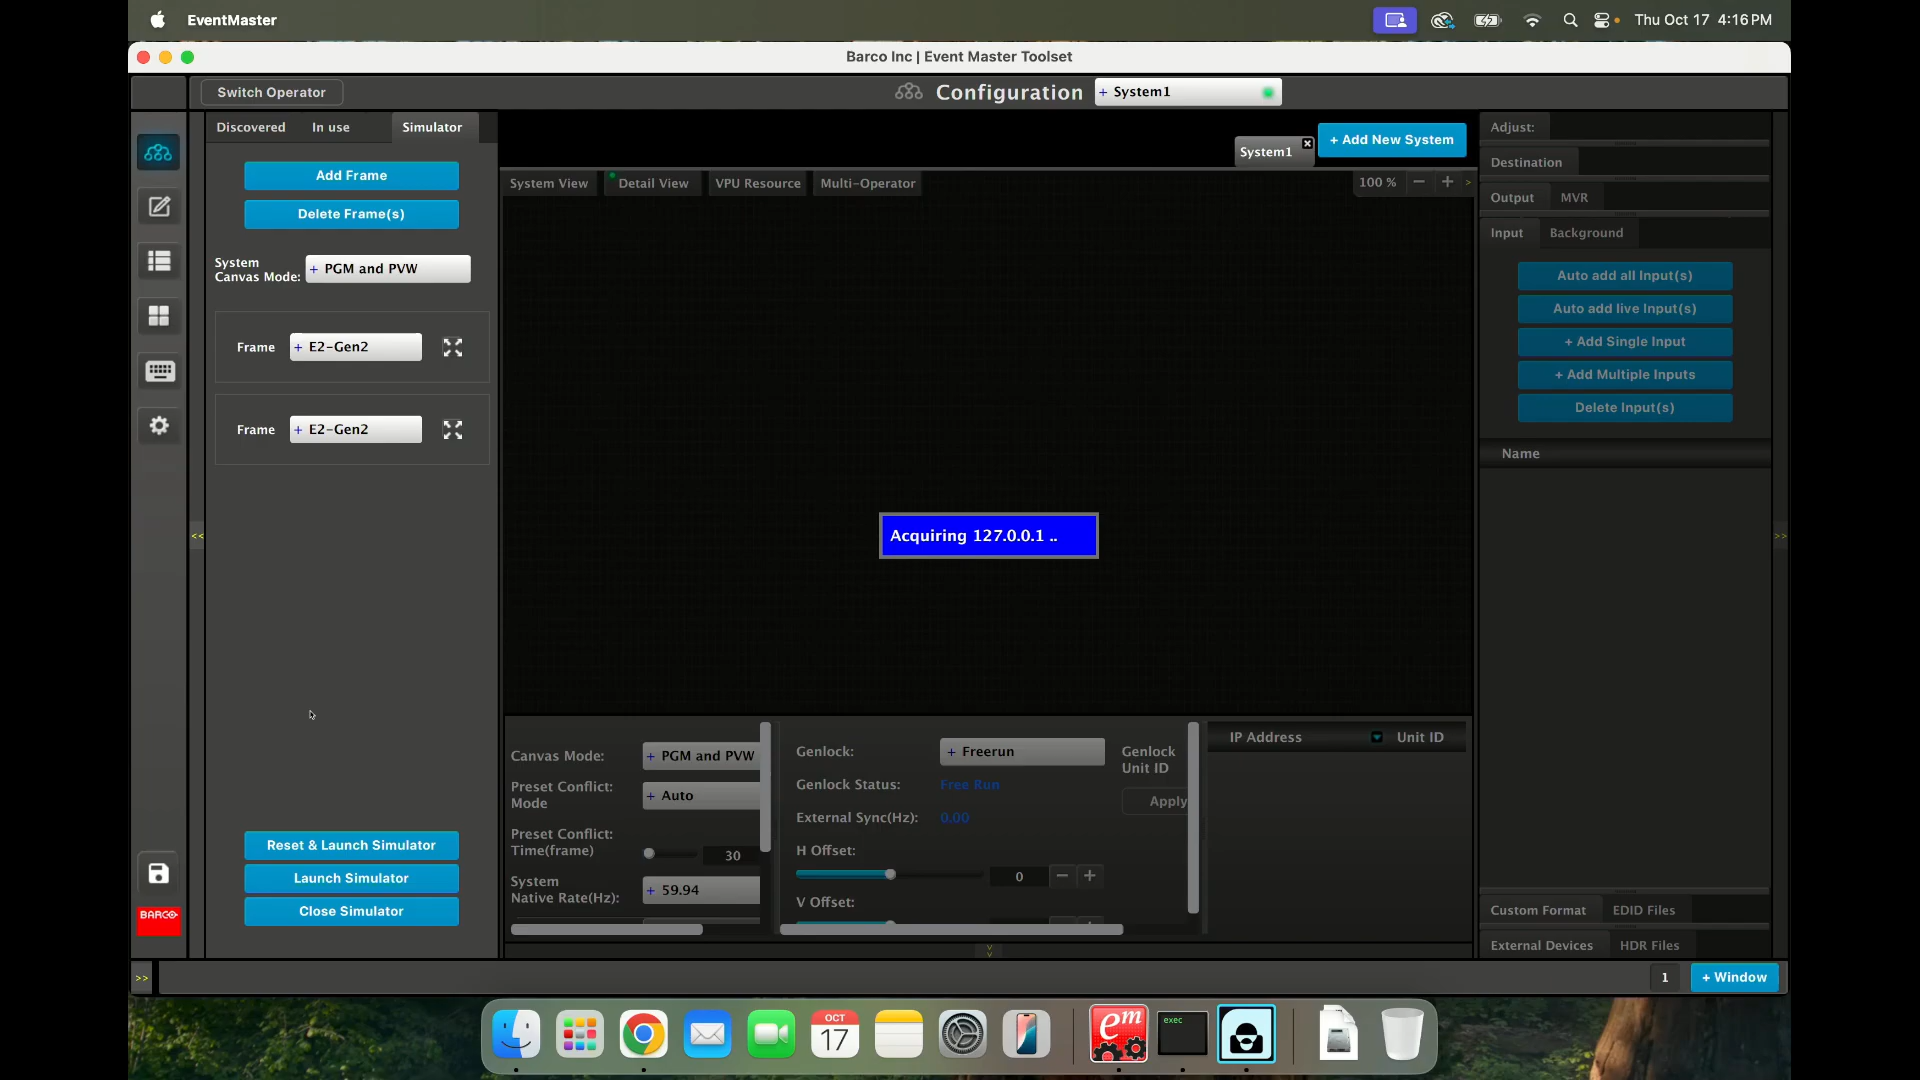 EventMaster
Thu Oct 17 4:16 PM
Barco Inc | Event Master Toolset
Switch Operator
Configuration
+ System1
Discovered
In use
Simulator
Add Frame
Delete Frame(s)
System
Canvas Mode:
+ PGM and PVW
Frame
+ E2-Gen2
Frame
+ E2-Gen2
Reset & Launch Simulator
Launch Simulator
Close Simulator
BARCO
<<
System1
+ Add New System
System View
Detail View
VPU Resource
Multi-Operator
100 %
− + >
Acquiring 127.0.0.1 ..
Canvas Mode:
+ PGM and PVW
Preset Conflict:
Mode
+ Auto
Preset Conflict:
Time(frame)
30
System
Native Rate(Hz):
+ 59.94
Genlock:
+ Freerun
Genlock
Unit ID
Genlock Status:
Free Run
Apply
External Sync(Hz):
0.00
H Offset:
0
− +
V Offset:
IP Address
Unit ID
Adjust:
Destination
Output
MVR
Input
Background
Auto add all Input(s)
Auto add live Input(s)
+ Add Single Input
+ Add Multiple Inputs
Delete Input(s)
Name
>>
Custom Format
EDID Files
External Devices
HDR Files
>>
1
+ Window
OCT
17
em
exec